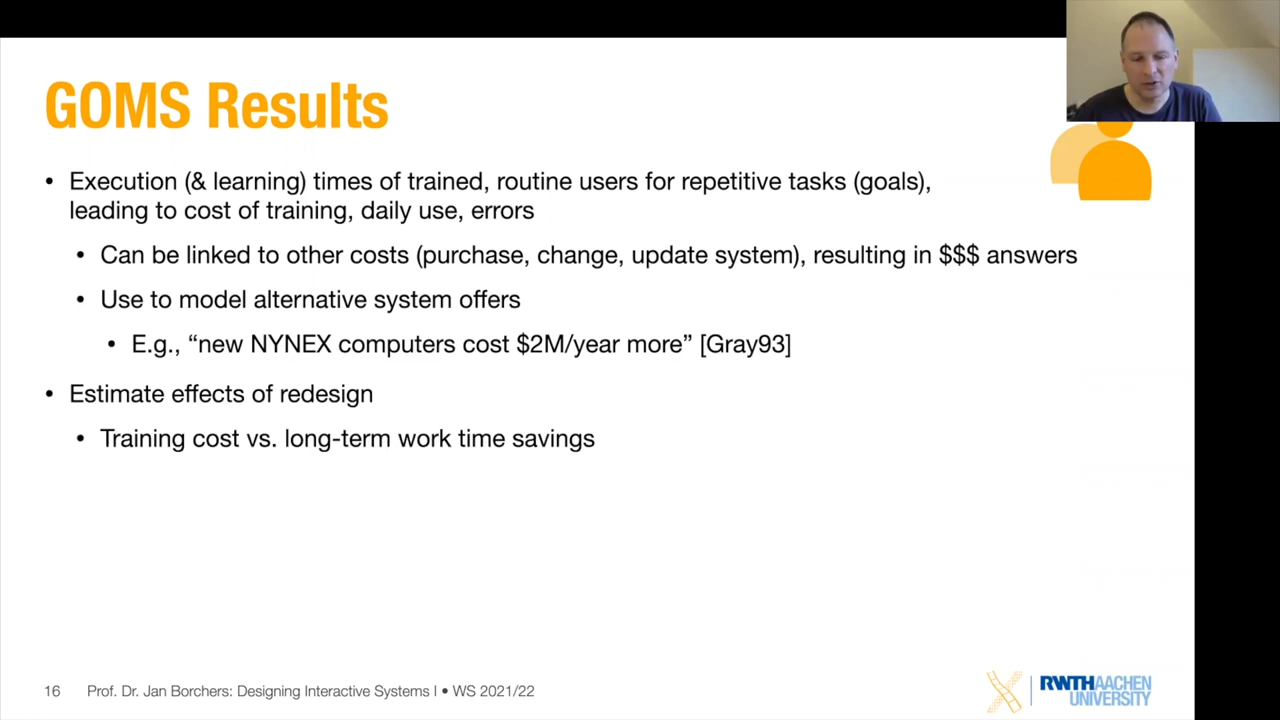 GOMS Results
• Execution (& learning) times of trained, routine users for repetitive tasks (goals),
leading to cost of training, daily use, errors
• Can be linked to other costs (purchase, change, update system), resulting in $$$ answers
• Use to model alternative system offers
• E.g., “new NYNEX computers cost $2M/year more” [Gray93]
• Estimate effects of redesign
• Training cost vs. long-term work time savings
16 Prof. Dr. Jan Borchers: Designing Interactive Systems I • WS 2021/22
RWTHAACHEN
UNIVERSITY